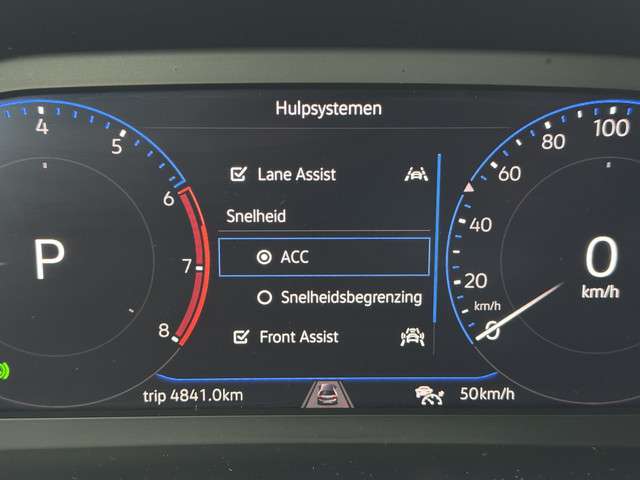 Hulpsystemen
4
5
6
7
8
P
Lane Assist
Snelheid
ACC
Snelheidsbegrenzing
Front Assist
100
80
60
40
20
km/h
0
0
km/h
trip 4841.0km
50km/h